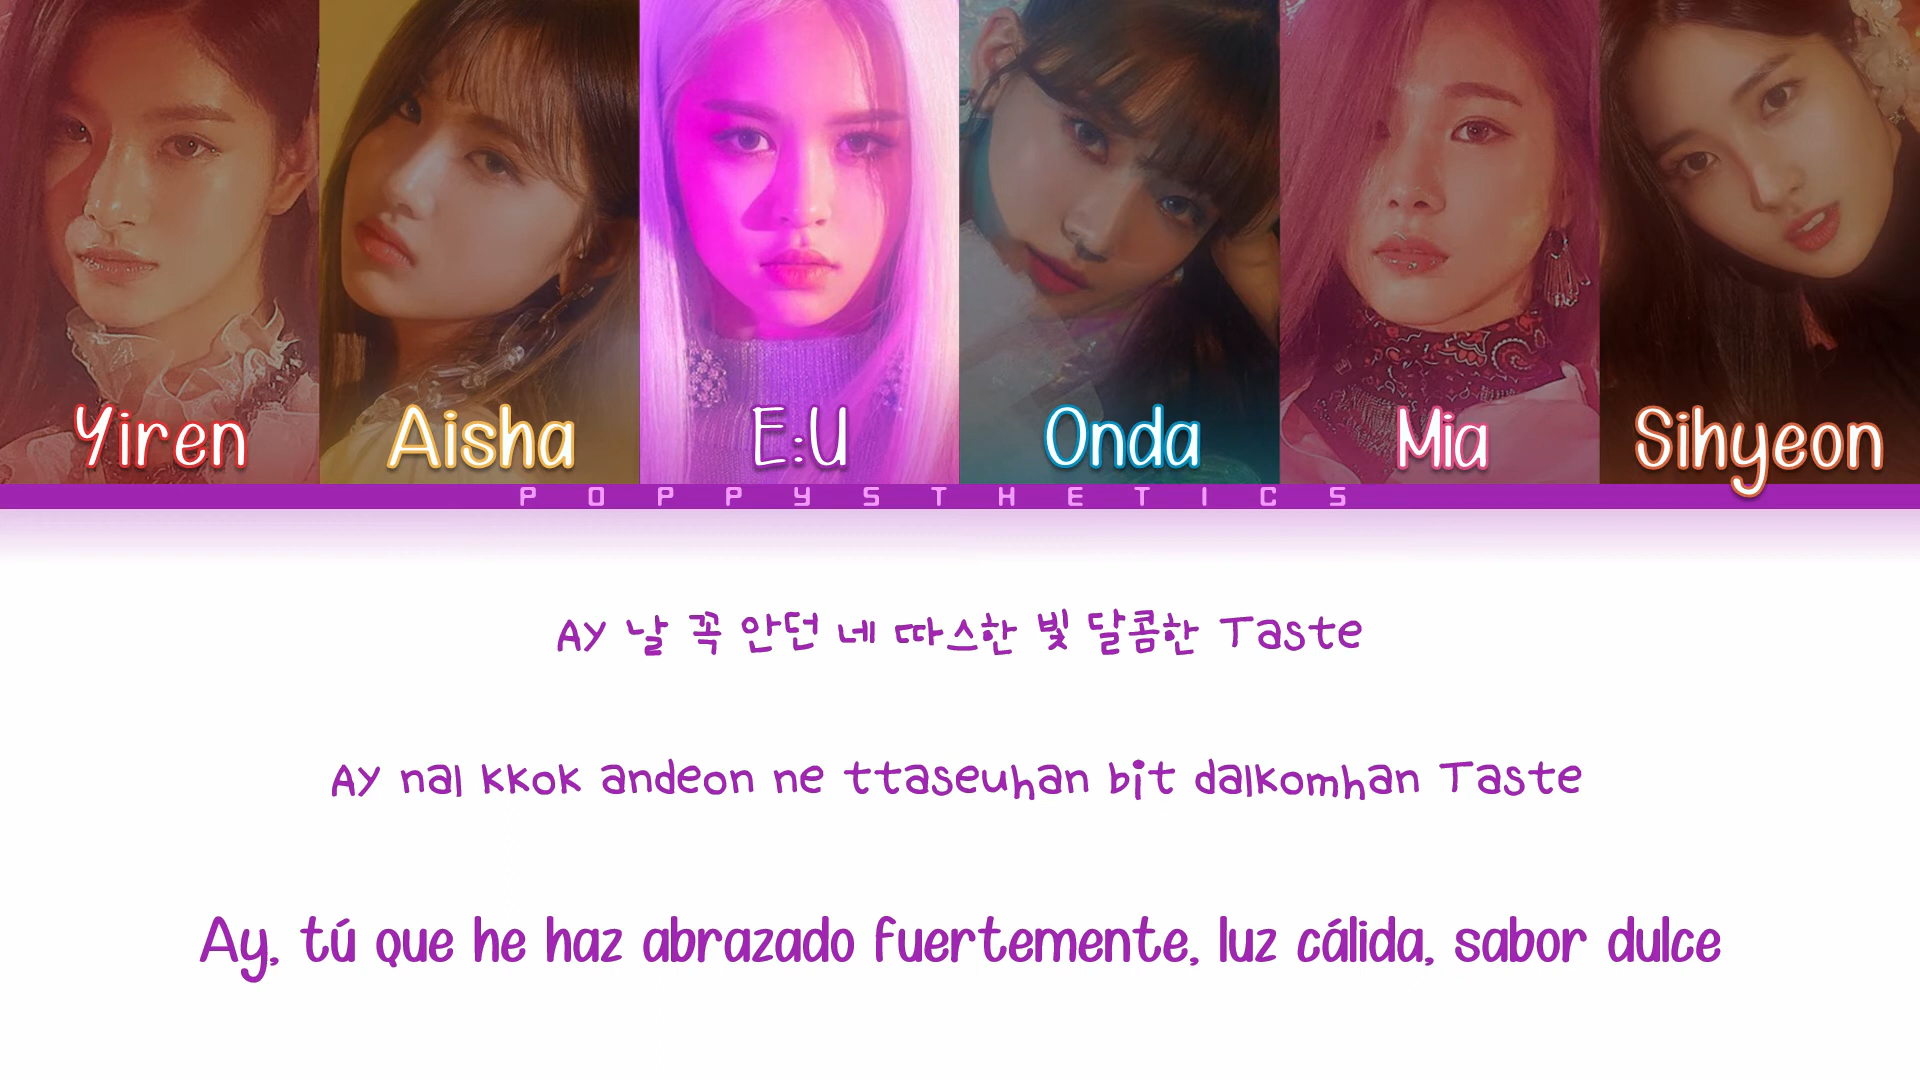 Yiren Aisha E:U Onda Mia Sihyeon
POPPYSTHETICS
Ay 날 꼭 안던 네 따스한 빛 달콤한 Taste
Ay nal kkok andeon ne ttaseuhan bit dalkomhan Taste
Ay, tú que he haz abrazado fuertemente, luz cálida, sabor dulce